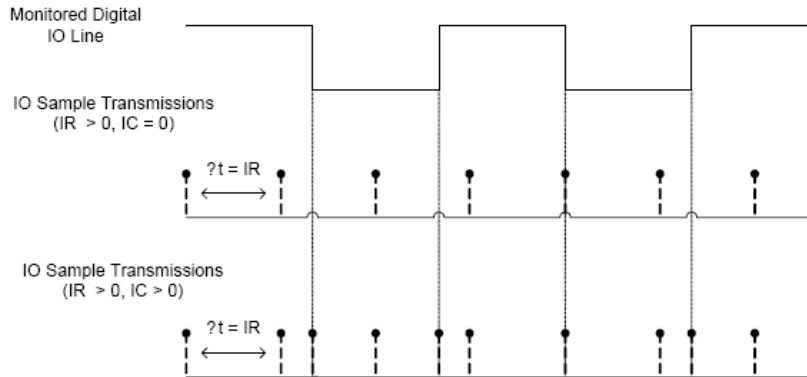 Monitored Digital
IO Line
IO Sample Transmissions
(IR > 0, IC = 0)
?t = IR
IO Sample Transmissions
(IR > 0, IC > 0)
?t = IR